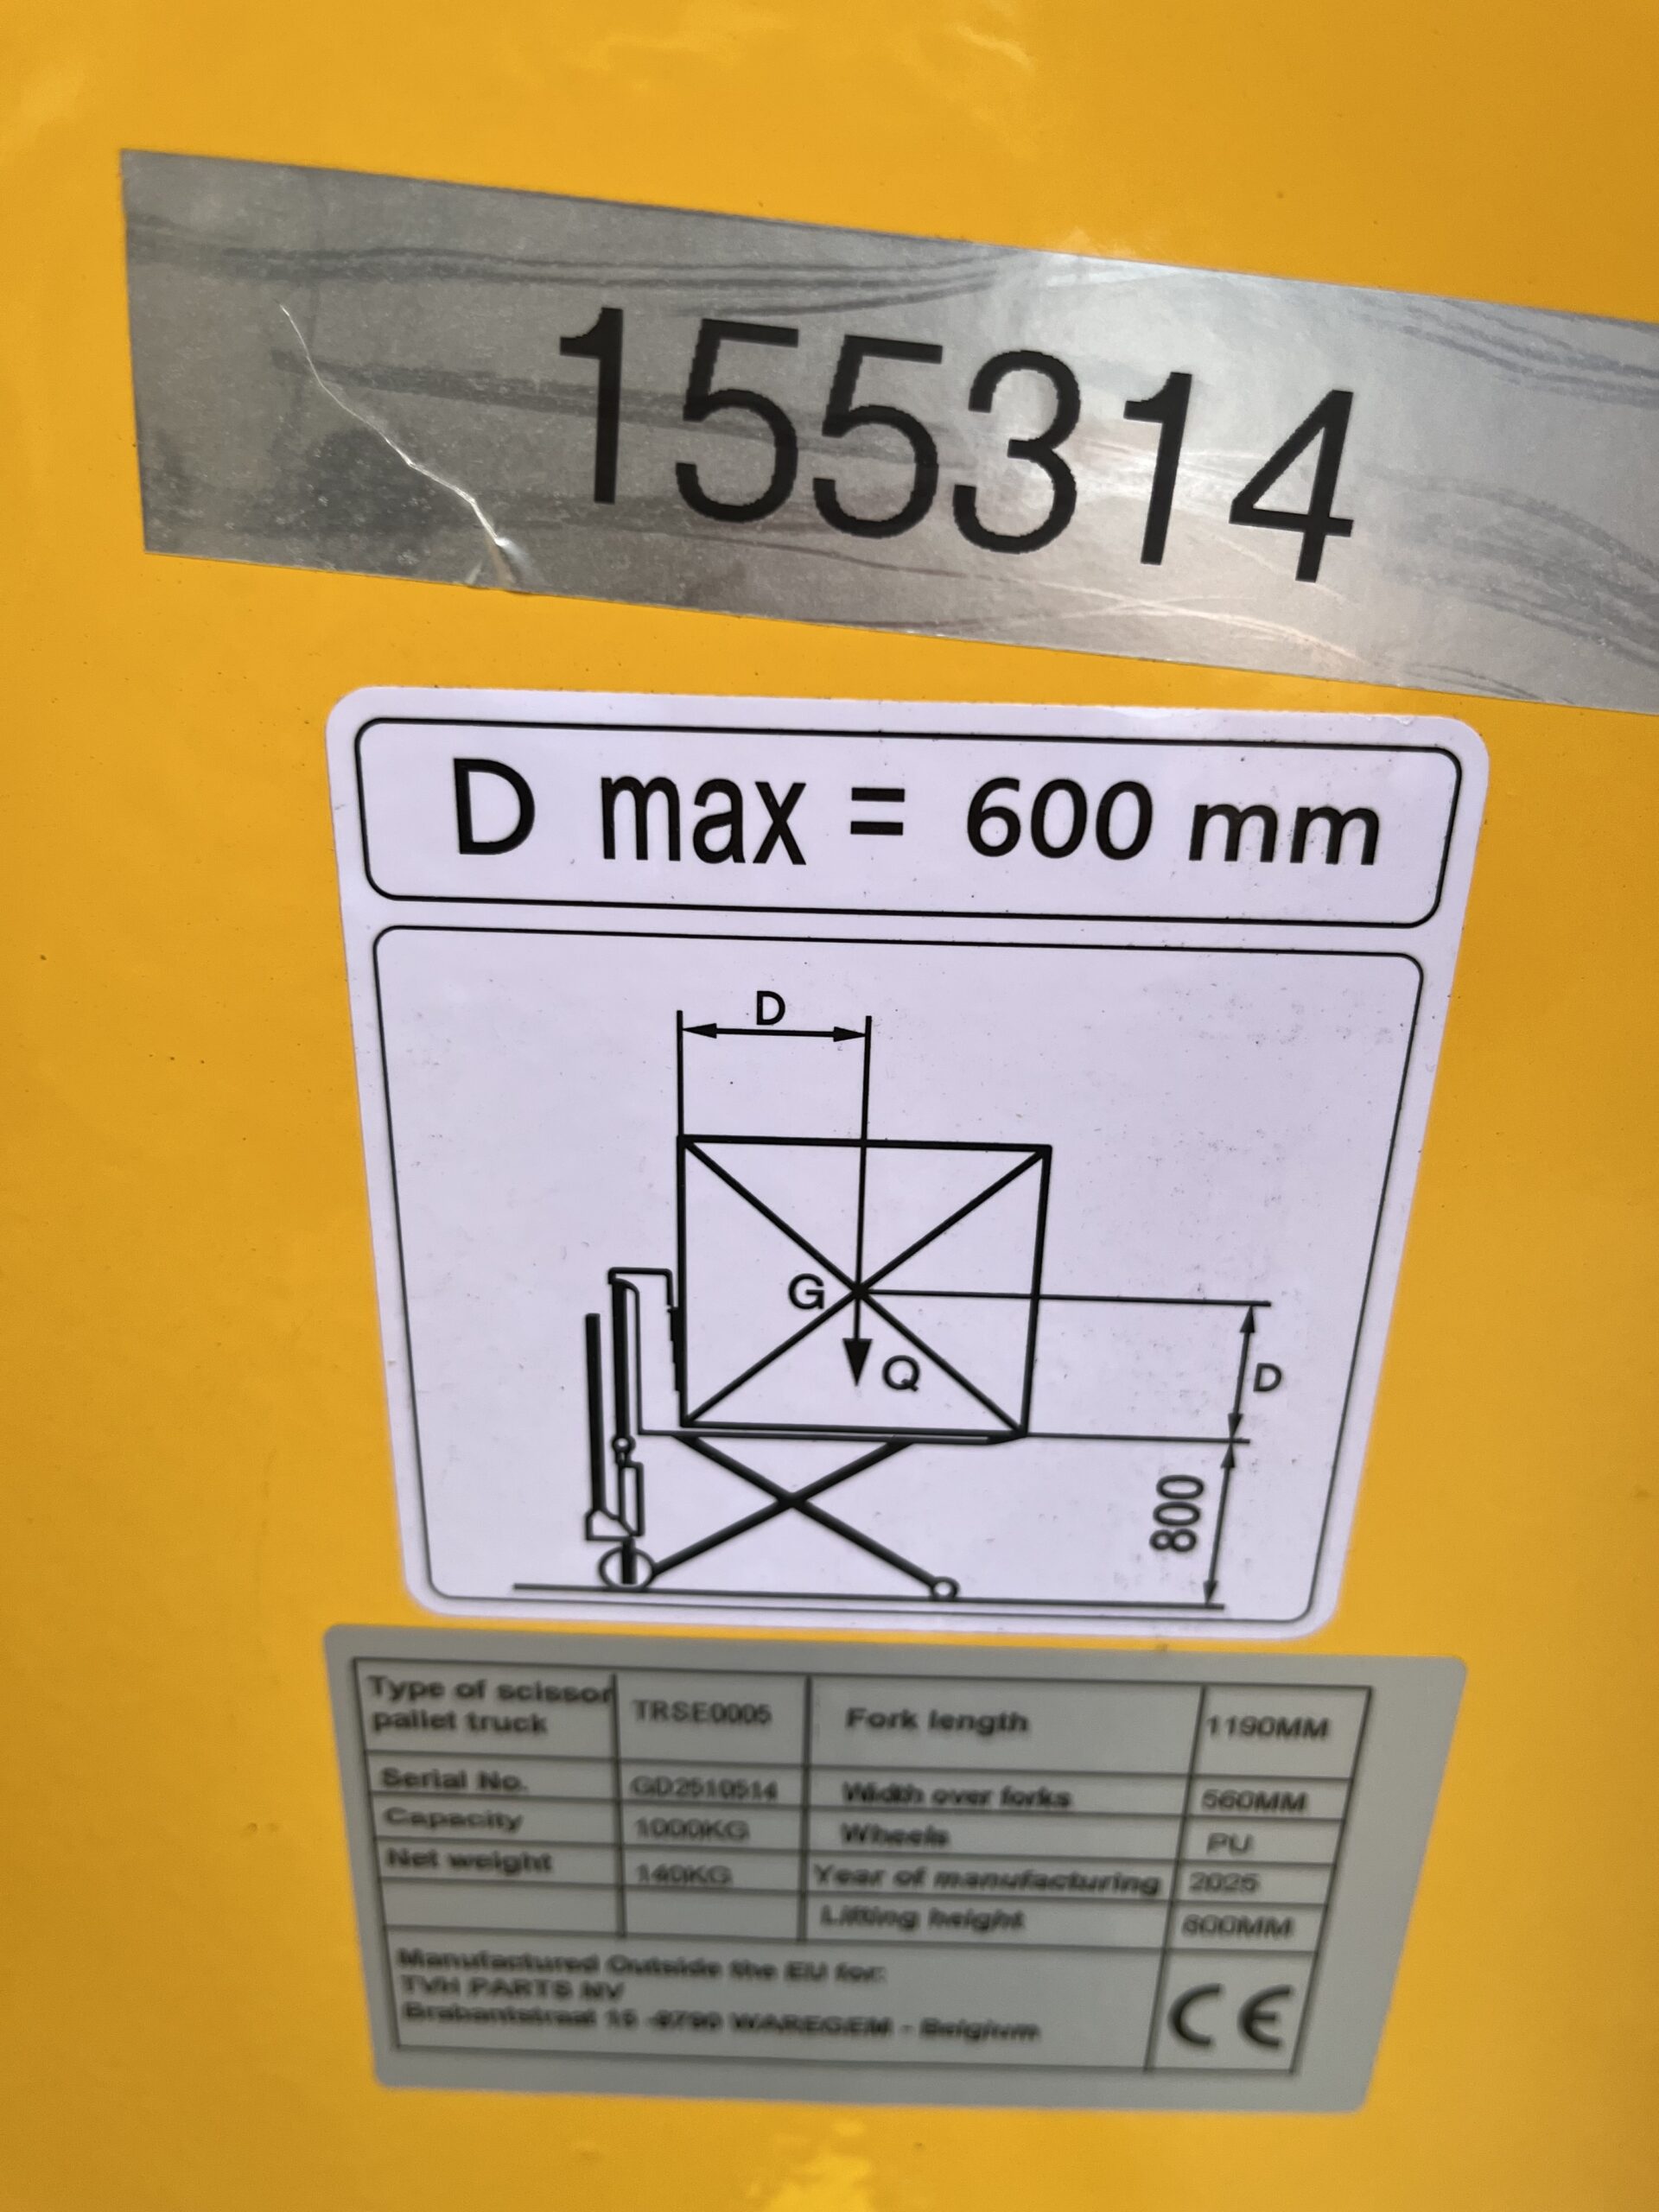 155314
D max = 600 mm
D
G
Q
D
800
Type of scissor pallet truck TRSE0005 Fork length 1190MM
Serial No. GD2510514 Width over forks 560MM
Capacity 1000KG Wheels PU
Net weight 140KG Year of manufacturing 2025
Lifting height 800MM
Manufactured Outside the EU for:
TVH PARTS NV
Brabantstraat 15 -8790 WAREGEM - Belgium
CE